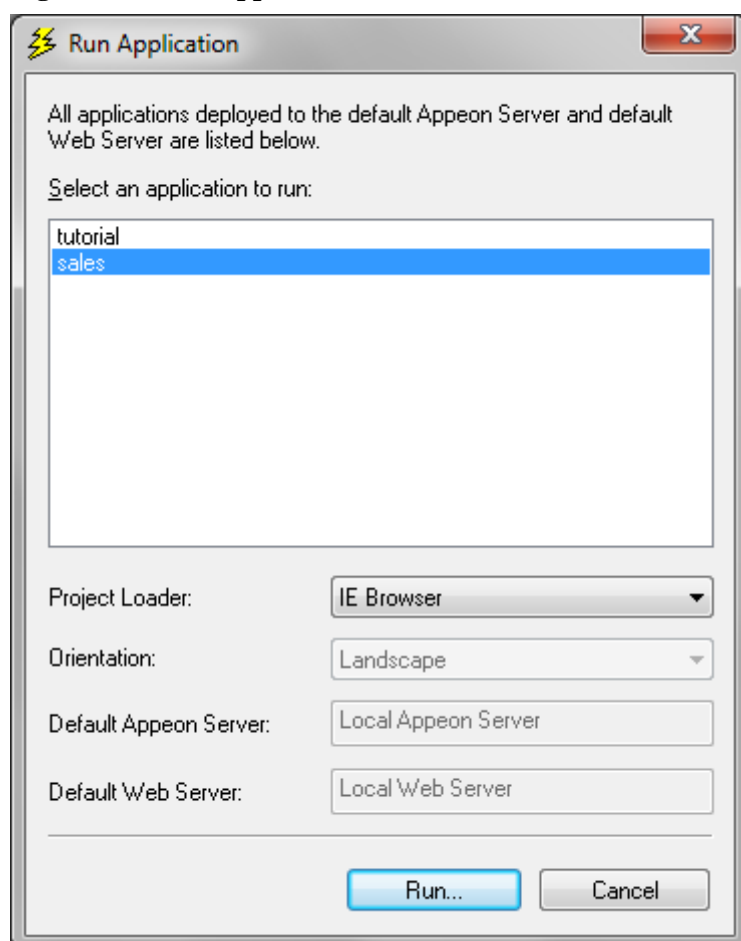 Run Application
All applications deployed to the default Appeon Server and default
Web Server are listed below.
Select an application to run:
tutorial
sales
Project Loader: IE Browser
Orientation: Landscape
Default Appeon Server: Local Appeon Server
Default Web Server: Local Web Server
Run... Cancel